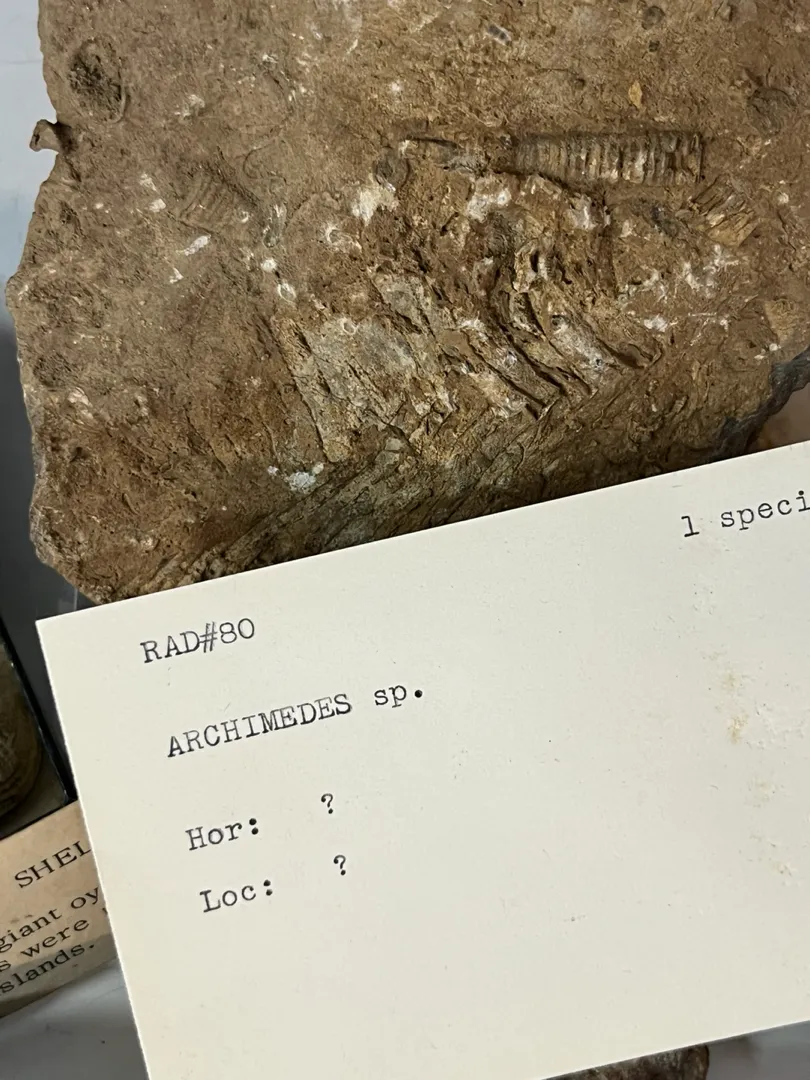 1 speci
RAD#80
ARCHIMEDES sp.
Hor: ?
Loc: ?
SHEL
giant oy
s were
slands.